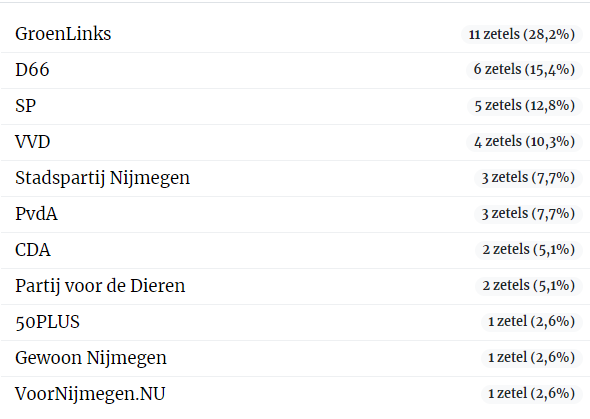 GroenLinks 11 zetels (28,2%)
D66 6 zetels (15,4%)
SP 5 zetels (12,8%)
VVD 4 zetels (10,3%)
Stadspartij Nijmegen 3 zetels (7,7%)
PvdA 3 zetels (7,7%)
CDA 2 zetels (5,1%)
Partij voor de Dieren 2 zetels (5,1%)
50PLUS 1 zetel (2,6%)
Gewoon Nijmegen 1 zetel (2,6%)
VoorNijmegen.NU 1 zetel (2,6%)